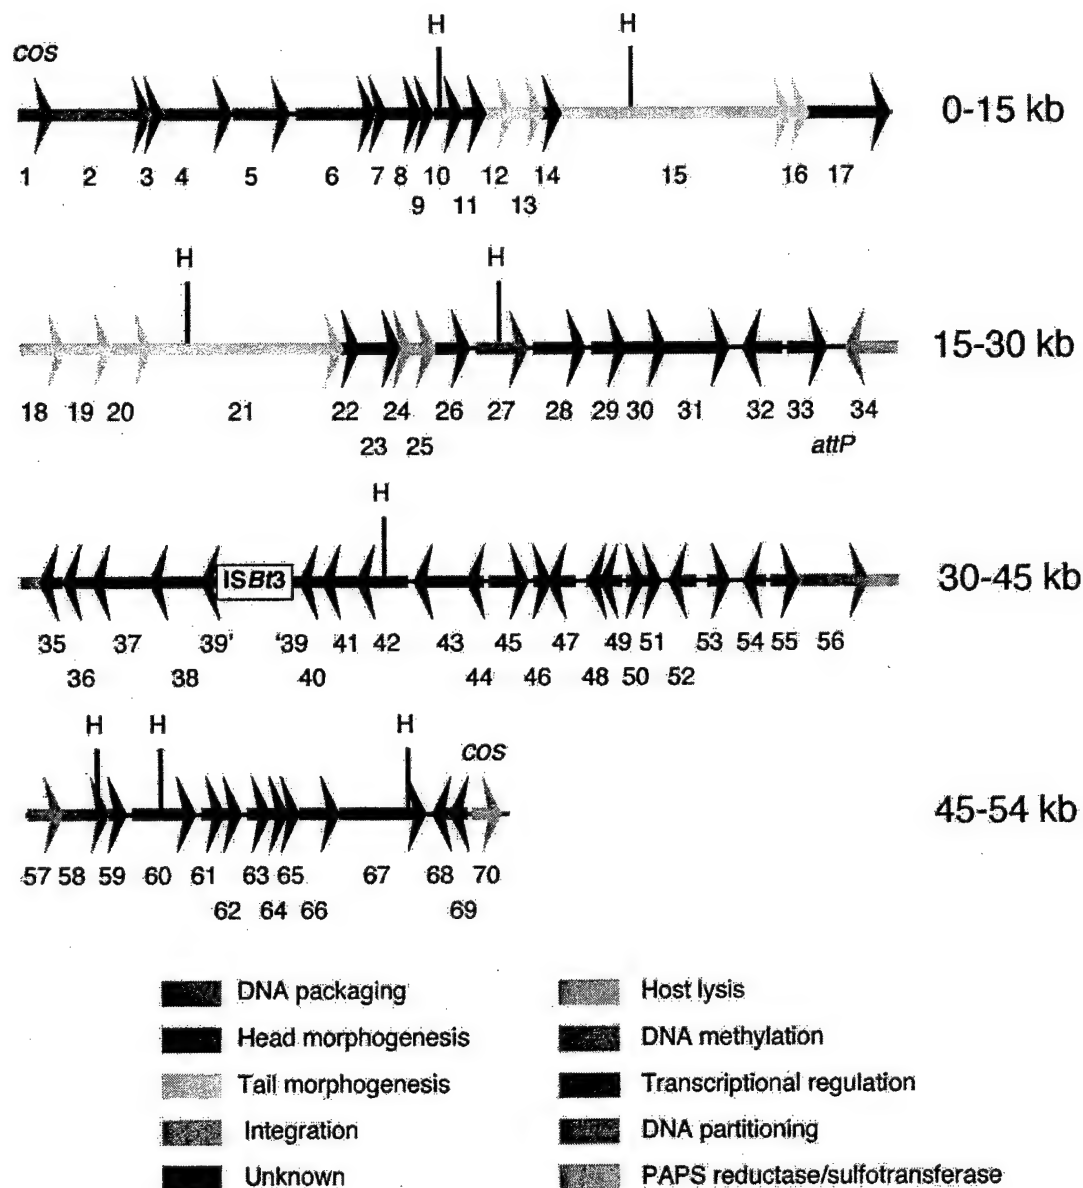 H H
cos
0-15 kb
1 2 3 4 5 6 7 8 10 12 14 15 16 17
9 11 13
H H
15-30 kb
18 19 20 21 22 24 26 27 28 29 30 31 32 33 34
23 25 attP
H
ISBt3
30-45 kb
35 37 39' '39 41 42 43 45 47 49 51 53 54 55 56
36 38 40 44 46 48 50 52
H H H
cos
45-54 kb
57 58 59 60 61 63 65 67 68 70
62 64 66 69
DNA packaging Host lysis
Head morphogenesis DNA methylation
Tail morphogenesis Transcriptional regulation
Integration DNA partitioning
Unknown PAPS reductase/sulfotransferase